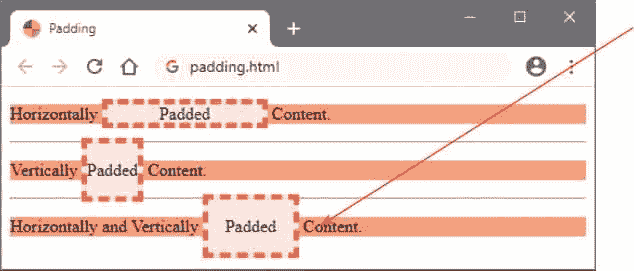 Padding
padding.html
Horizontally Padded Content.
Vertically Padded Content.
Horizontally and Vertically Padded Content.